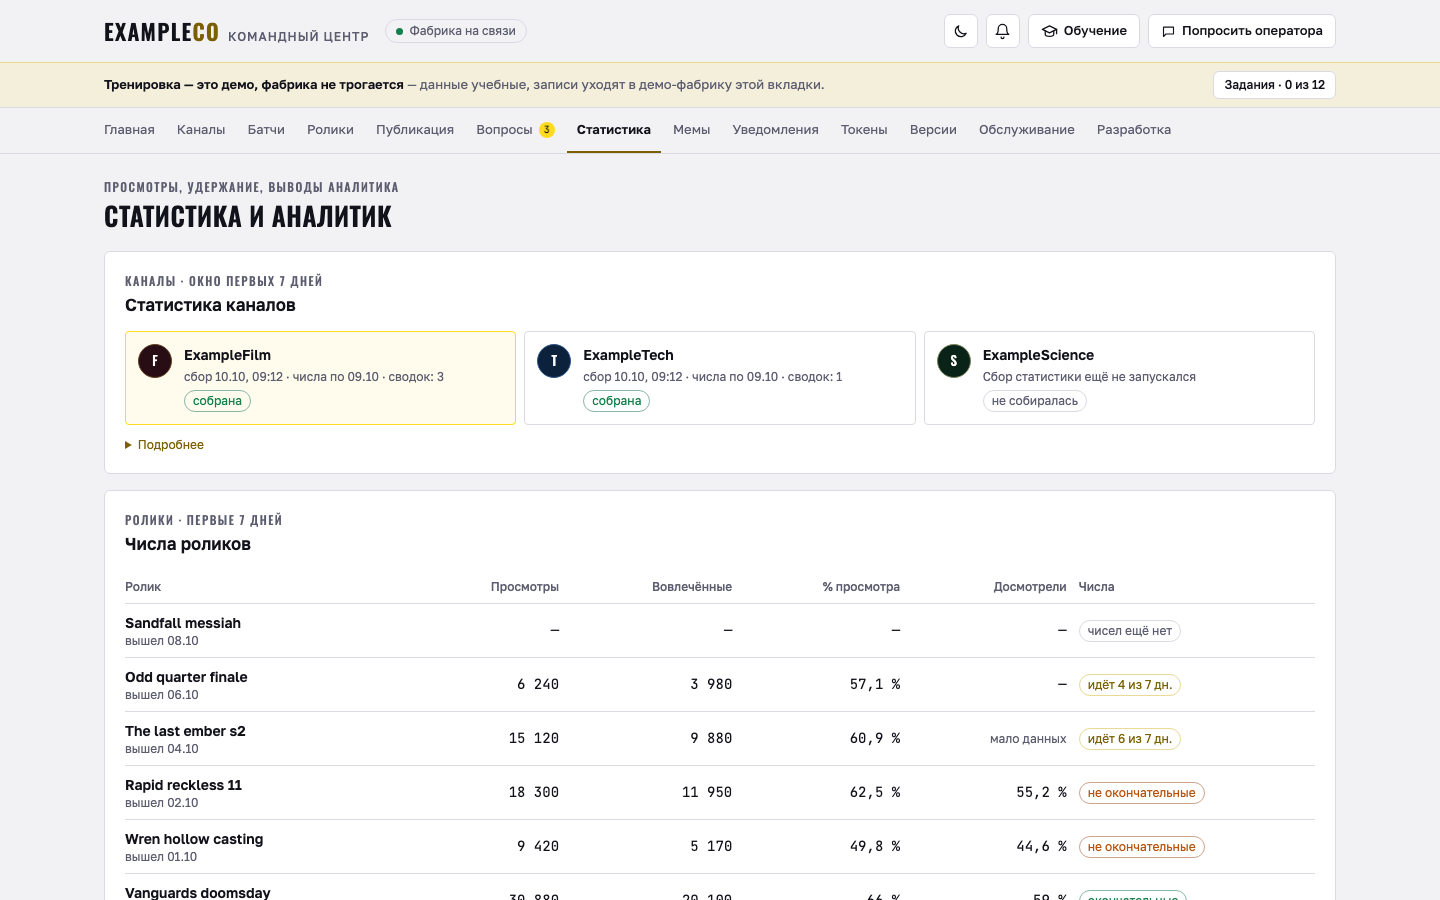 EXAMPLECO КОМАНДНЫЙ ЦЕНТР Фабрика на связи Обучение Попросить оператора
Тренировка — это демо, фабрика не трогается — данные учебные, записи уходят в демо-фабрику этой вкладки. Задания · 0 из 12
Главная Каналы Батчи Ролики Публикация Вопросы 3 Статистика Мемы Уведомления Токены Версии Обслуживание Разработка
ПРОСМОТРЫ, УДЕРЖАНИЕ, ВЫВОДЫ АНАЛИТИКА
СТАТИСТИКА И АНАЛИТИК
КАНАЛЫ · ОКНО ПЕРВЫХ 7 ДНЕЙ
Статистика каналов
F
ExampleFilm
сбор 10.10, 09:12 · числа по 09.10 · сводок: 3
собрана
T
ExampleTech
сбор 10.10, 09:12 · числа по 09.10 · сводок: 1
собрана
S
ExampleScience
Сбор статистики ещё не запускался
не собиралась
Подробнее
РОЛИКИ · ПЕРВЫЕ 7 ДНЕЙ
Числа роликов
Ролик Просмотры Вовлечённые % просмотра Досмотрели Числа
Sandfall messiah
вышел 08.10
— — — — чисел ещё нет
Odd quarter finale
вышел 06.10
6 240 3 980 57,1 % — идёт 4 из 7 дн.
The last ember s2
вышел 04.10
15 120 9 880 60,9 % мало данных идёт 6 из 7 дн.
Rapid reckless 11
вышел 02.10
18 300 11 950 62,5 % 55,2 % не окончательные
Wren hollow casting
вышел 01.10
9 420 5 170 49,8 % 44,6 % не окончательные
Vanguards doomsday
30 880 20 100 66 % 59 % окончательные